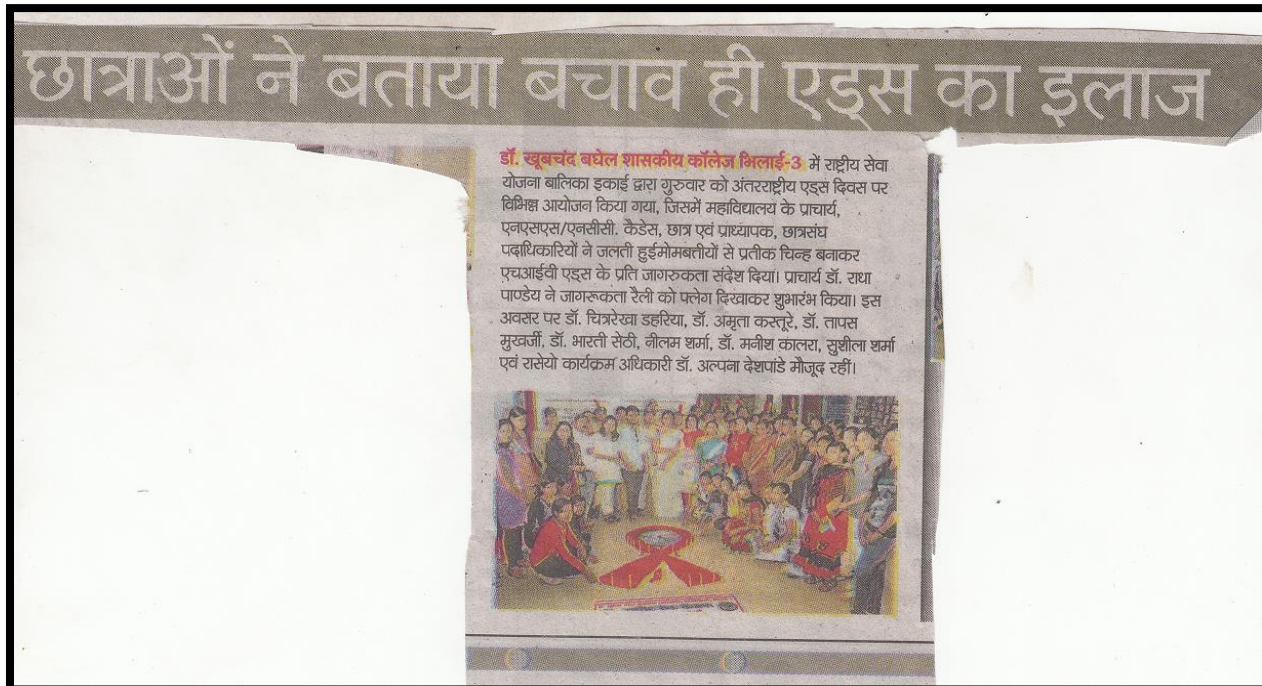 छात्राओं ने बताया बचाव ही एड्स का इलाज
डॉ. खूबचंद बघेल शासकीय कॉलेज भिलाई-3 में राष्ट्रीय सेवा
योजना बालिका इकाई द्वारा गुरुवार को अंतरराष्ट्रीय एड्स दिवस पर
विभिन्न आयोजन किया गया, जिसमें महाविद्यालय के प्राचार्य,
एनएसएस/एनसीसी. कैडेस, छात्र एवं प्राध्यापक, छात्रसंघ
पदाधिकारियों ने जलती हुईमोमबत्तीयों से प्रतीक चिन्ह बनाकर
एचआईवी एड्स के प्रति जागरुकता संदेश दिया। प्राचार्य डॉ. राधा
पाण्डेय ने जागरूकता रैली को फ्लेग दिखाकर शुभारंभ किया। इस
अवसर पर डॉ. चित्ररेखा डहरिया, डॉ. अमृता कस्तूरे, डॉ. तापस
मुखर्जी, डॉ. भारती सेठी, नीलम शर्मा, डॉ. मनीश कालरा, सुशीला शर्मा
एवं रासेयो कार्यक्रम अधिकारी डॉ. अल्पना देशपांडे मौजूद रहीं।